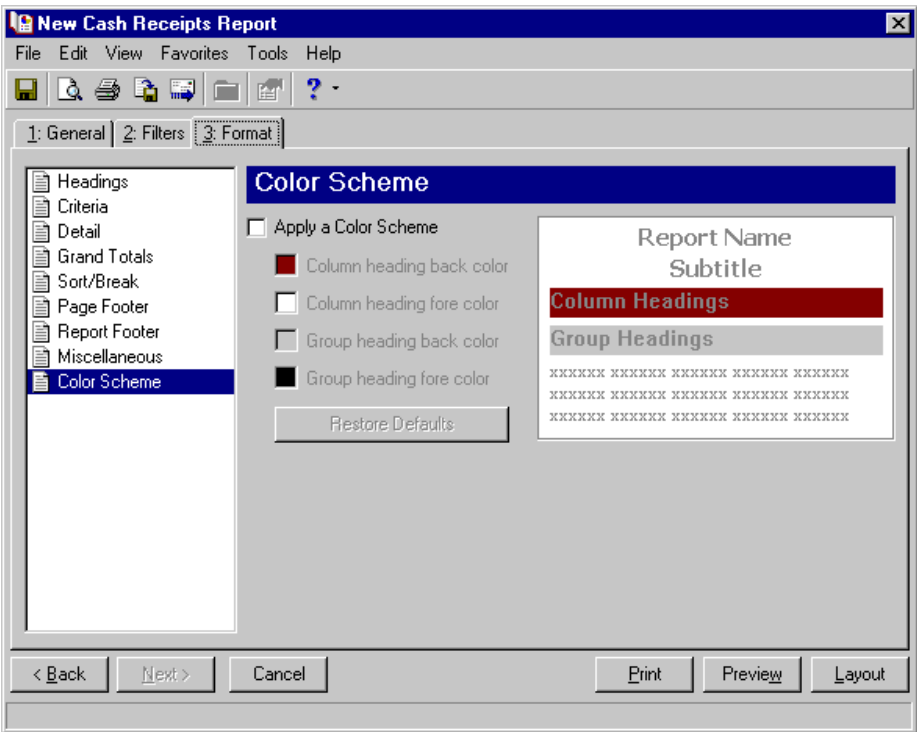 New Cash Receipts Report
File Edit View Favorites Tools Help
1: General 2: Filters 3: Format
Headings
Criteria
Detail
Grand Totals
Sort/Break
Page Footer
Report Footer
Miscellaneous
Color Scheme
Color Scheme
Apply a Color Scheme
Column heading back color
Column heading fore color
Group heading back color
Group heading fore color
Restore Defaults
Report Name
Subtitle
Column Headings
Group Headings
xxxxxx xxxxxx xxxxxx xxxxxx xxxxxx
xxxxxx xxxxxx xxxxxx xxxxxx xxxxxx
xxxxxx xxxxxx xxxxxx xxxxxx xxxxxx
< Back Next > Cancel Print Preview Layout